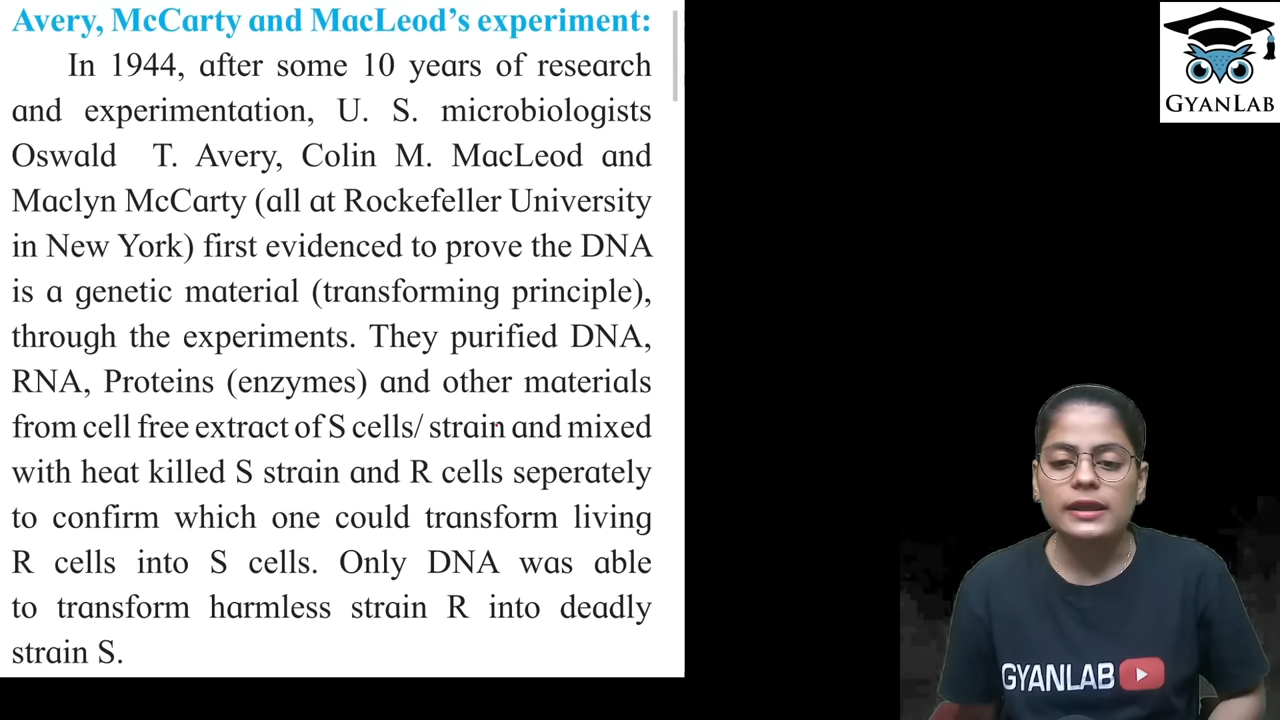 Avery, McCarty and MacLeod’s experiment:
In 1944, after some 10 years of research
and experimentation, U. S. microbiologists
Oswald T. Avery, Colin M. MacLeod and
Maclyn McCarty (all at Rockefeller University
in New York) first evidenced to prove the DNA
is a genetic material (transforming principle),
through the experiments. They purified DNA,
RNA, Proteins (enzymes) and other materials
from cell free extract of S cells/ strain and mixed
with heat killed S strain and R cells seperately
to confirm which one could transform living
R cells into S cells. Only DNA was able
to transform harmless strain R into deadly
strain S.
GYANLAB
GYANLAB